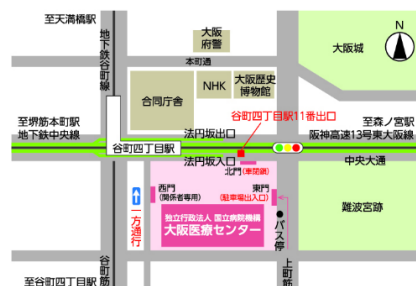 至天満橋駅
地下鉄谷町線
大阪
府警
本町通
大阪城
N
合同庁舎
NHK
大阪歴史
博物館
谷町四丁目駅11番出口
至堺筋本町駅
地下鉄中央線
法円坂出口
至森ノ宮駅
阪神高速13号東大阪線
谷町四丁目駅
法円坂入口
中央大通
北門(車閉鎖)
西門
(関係者専用)
東門
(駐車場出入口)
一方通行
バス停
難波宮跡
独立行政法人 国立病院機構
大阪医療センター
至谷町四丁目駅
谷町筋
上町筋